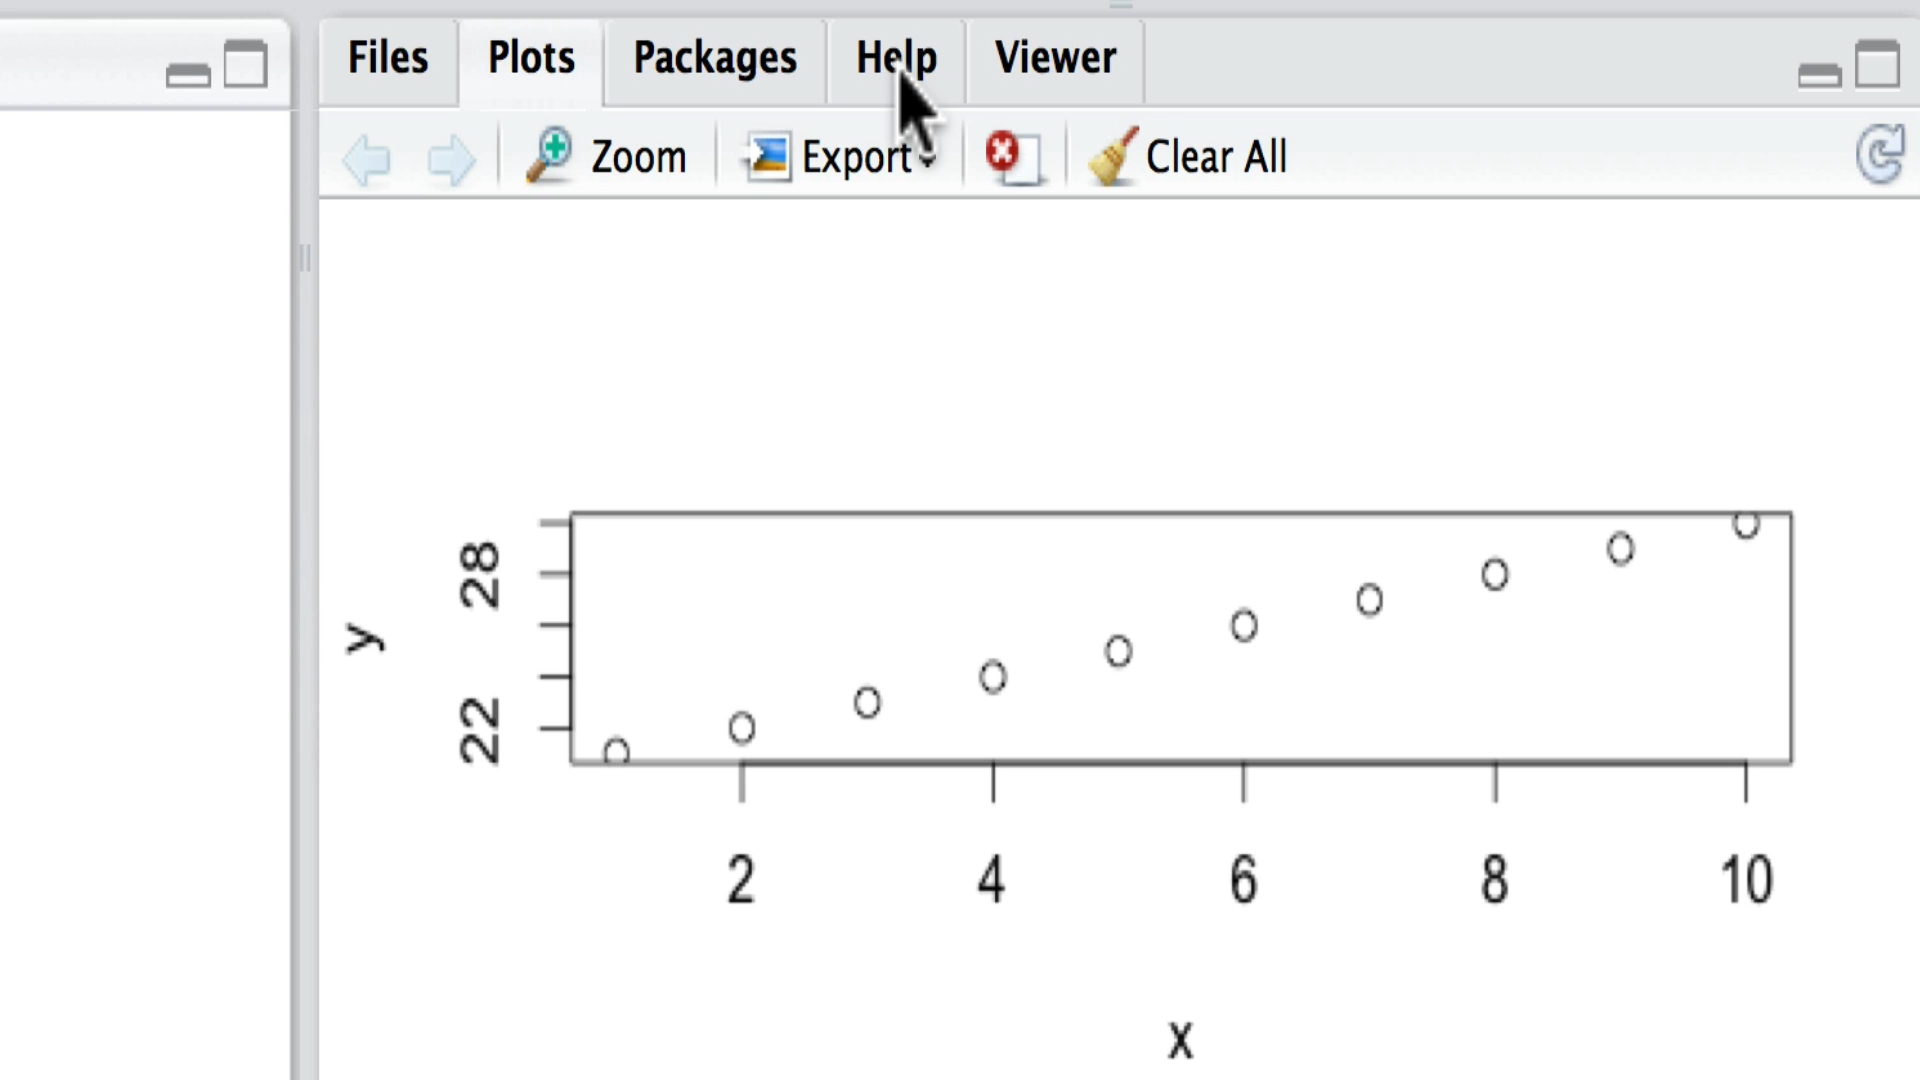 Files Plots Packages Help Viewer
Zoom Export Clear All
28
y
22
2 4 6 8 10
x